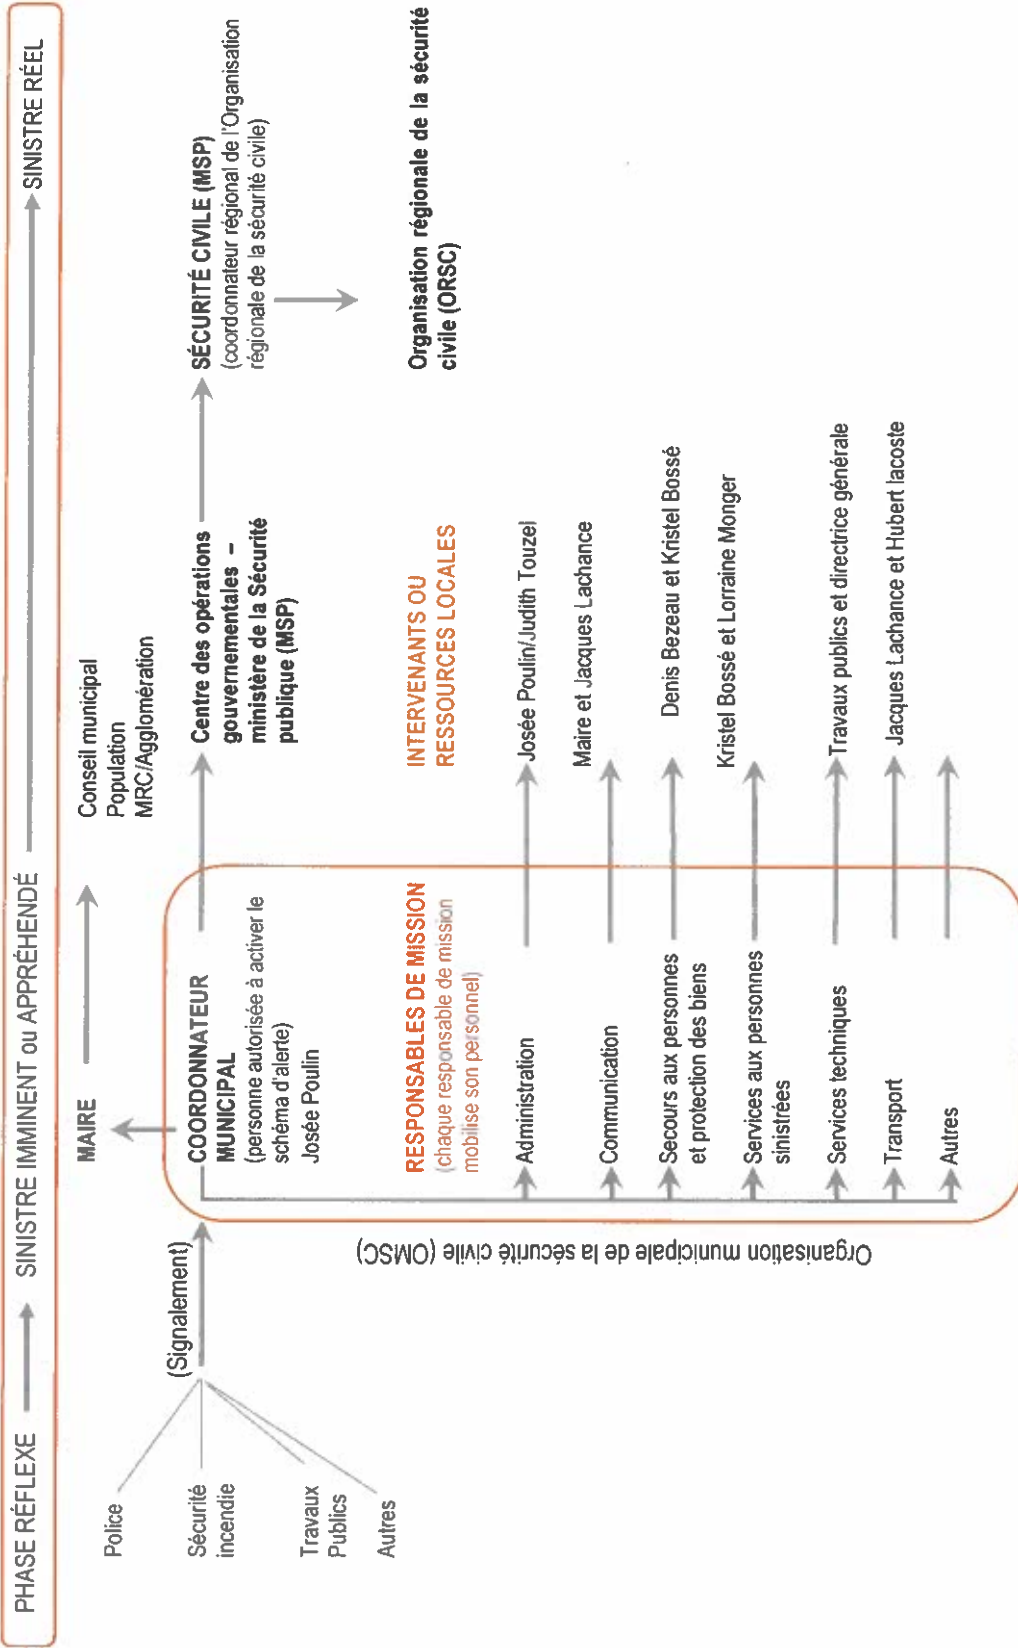 PHASE RÉFLEXE
SINISTRE IMMINENT ou APPRÉHENDÉ
SINISTRE RÉEL
Police
Sécurité
incendie
Travaux
Publics
Autres
(Signalement)
MAIRE
Conseil municipal
Population
MRC/Agglomération
COORDONNATEUR
MUNICIPAL
(personne autorisée à activer le
schéma d'alerte)
Josée Poulin
Centre des opérations
gouvernementales –
ministère de la Sécurité
publique (MSP)
SÉCURITÉ CIVILE (MSP)
(coordonnateur régional de l'Organisation
régionale de la sécurité civile)
Organisation régionale de la sécurité
civile (ORSC)
Organisation municipale de la sécurité civile (OMSC)
RESPONSABLES DE MISSION
(chaque responsable de mission
mobilise son personnel)
INTERVENANTS OU
RESSOURCES LOCALES
Administration
Josée Poulin/Judith Touzel
Communication
Maire et Jacques Lachance
Secours aux personnes
et protection des biens
Denis Bezeau et Kristel Bossé
Services aux personnes
sinistrées
Kristel Bossé et Lorraine Monger
Services techniques
Travaux publics et directrice générale
Transport
Jacques Lachance et Hubert lacoste
Autres